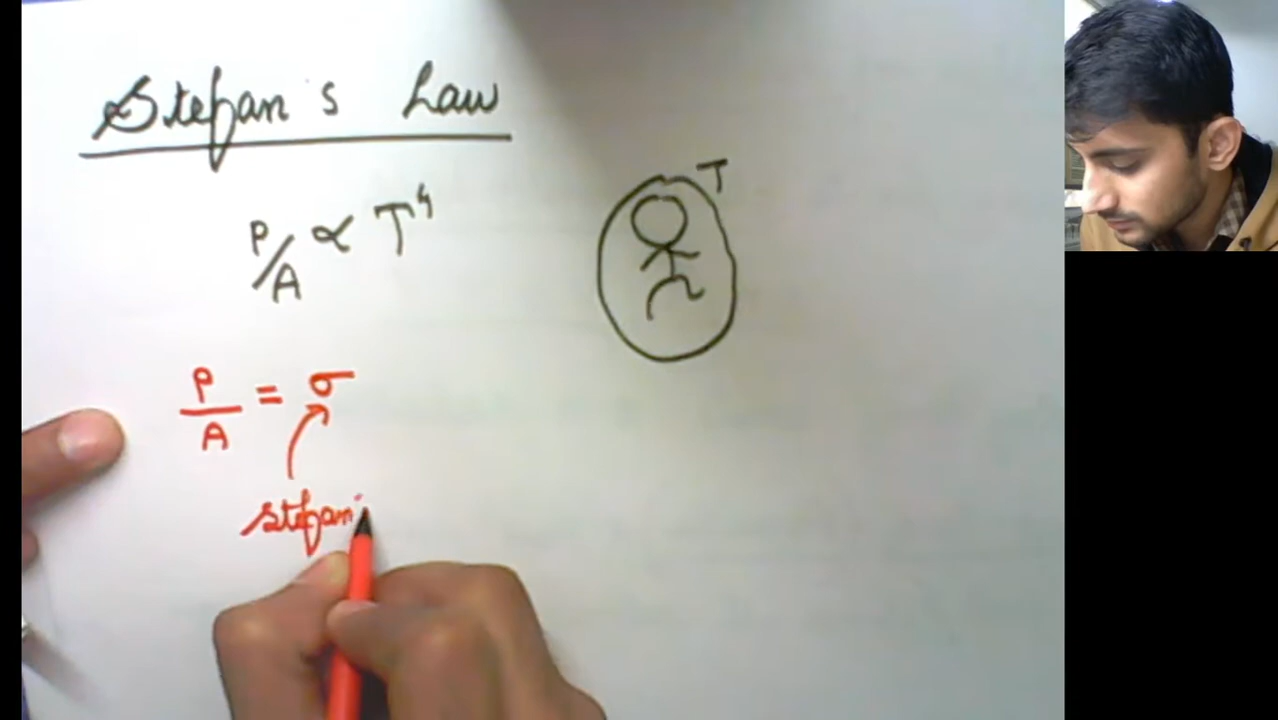 Stefan's Law
P/A ∝ T⁴
T
P/A = σ
Stefan'